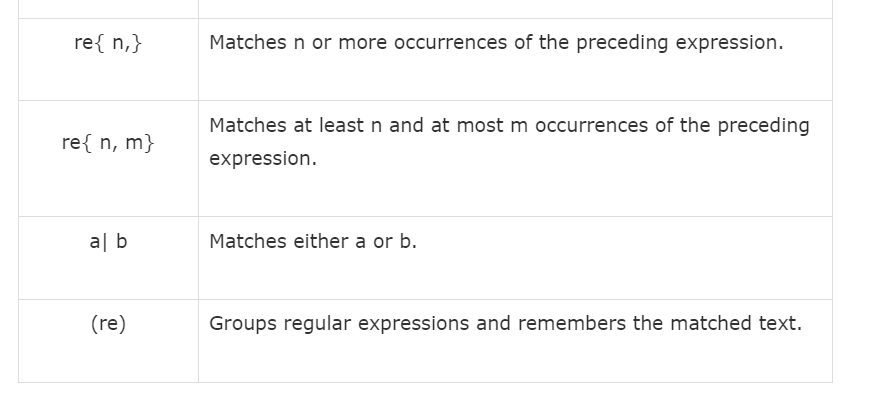 re{ n,}
Matches n or more occurrences of the preceding expression.
re{ n, m}
Matches at least n and at most m occurrences of the preceding
expression.
a| b
Matches either a or b.
(re)
Groups regular expressions and remembers the matched text.